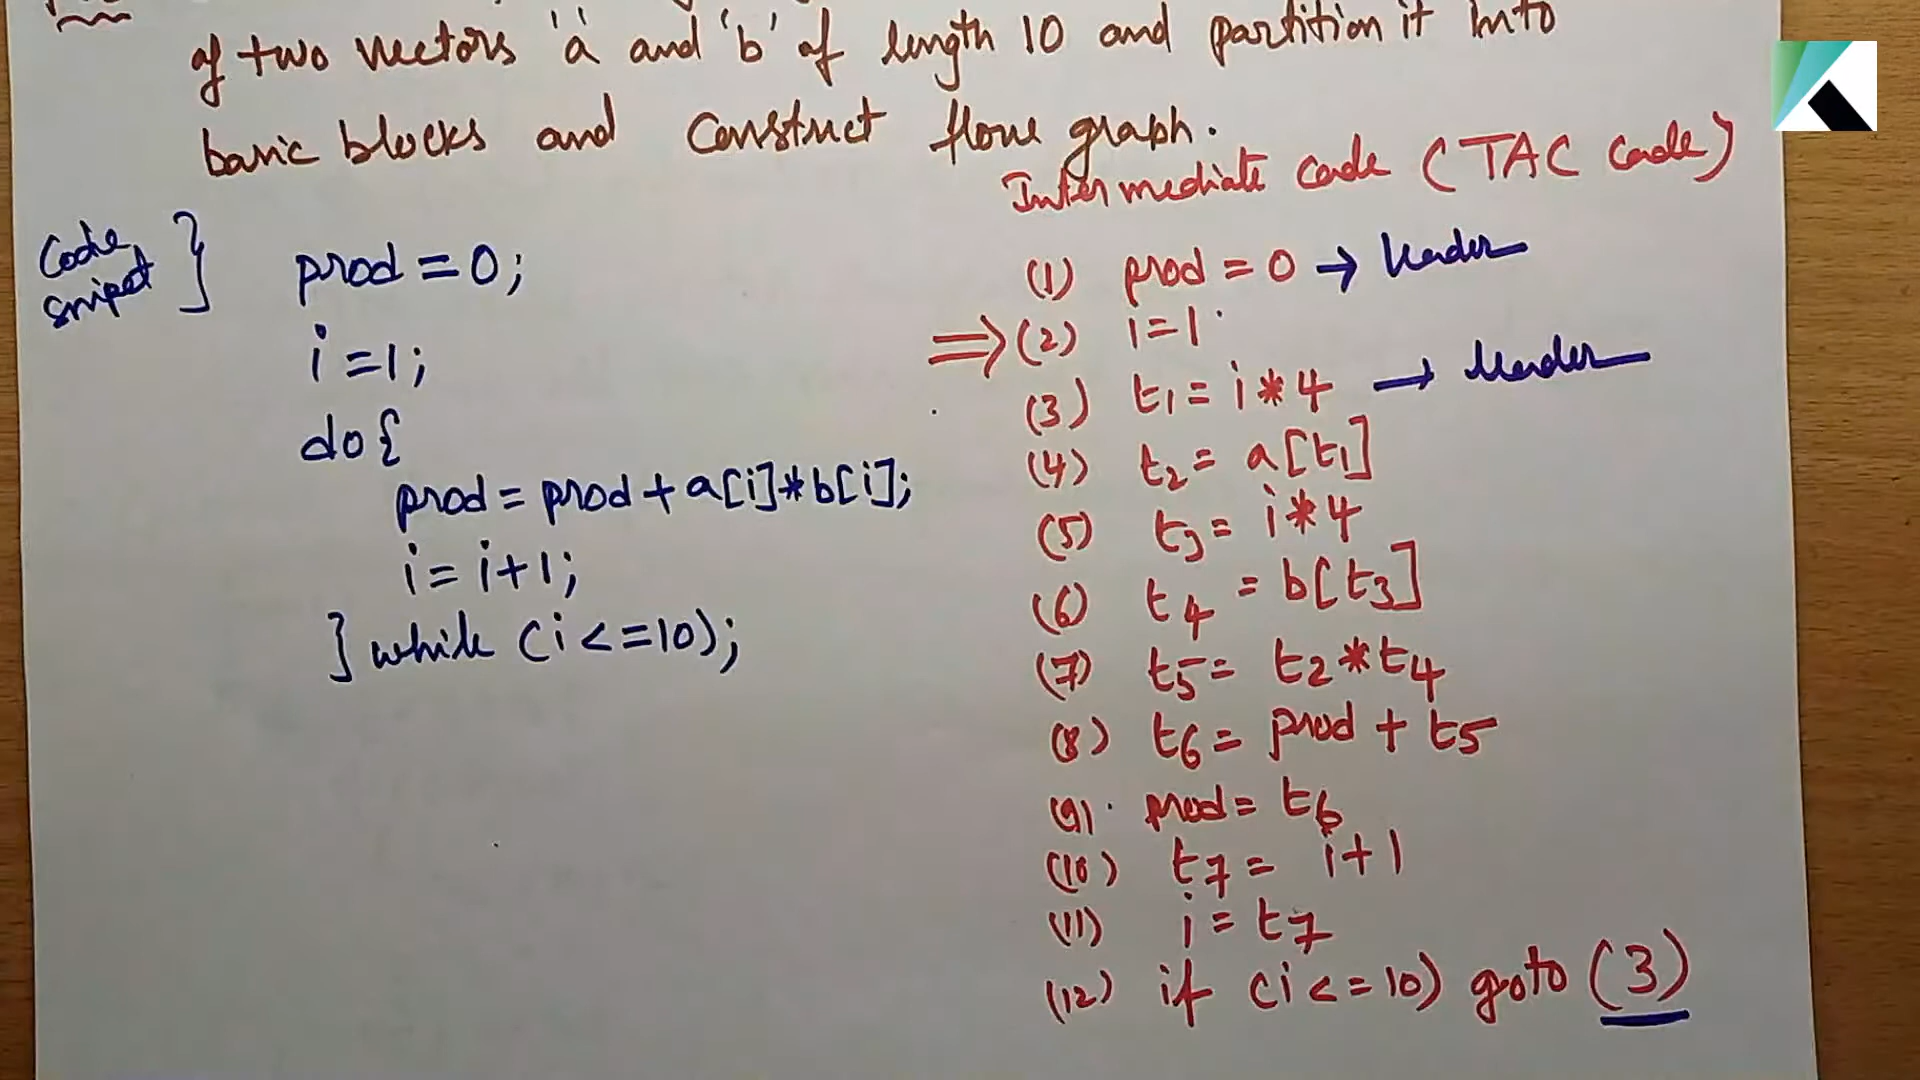 of two vectors 'a' and 'b' of length 10 and partition it into
basic blocks and Construct flow graph.
Intermediate code (TAC Code)
Code
snipet }
prod = 0;
i = 1;
do {
prod = prod + a[i] * b[i];
i = i+1;
} while (i <= 10);
(1) prod = 0 → leader
⇒ (2) i = 1
(3) t1 = i * 4 → leader
(4) t2 = a[t1]
(5) t3 = i * 4
(6) t4 = b[t3]
(7) t5 = t2 * t4
(8) t6 = prod + t5
(9) prod = t6
(10) t7 = i + 1
(11) i = t7
(12) if (i <= 10) goto (3)